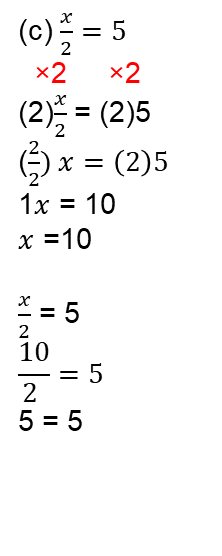 (c) x/2 = 5
×2 ×2
(2)x/2 = (2)5
(2/2) x = (2)5
1x = 10
x =10
x/2 = 5
10/2 = 5
5 = 5